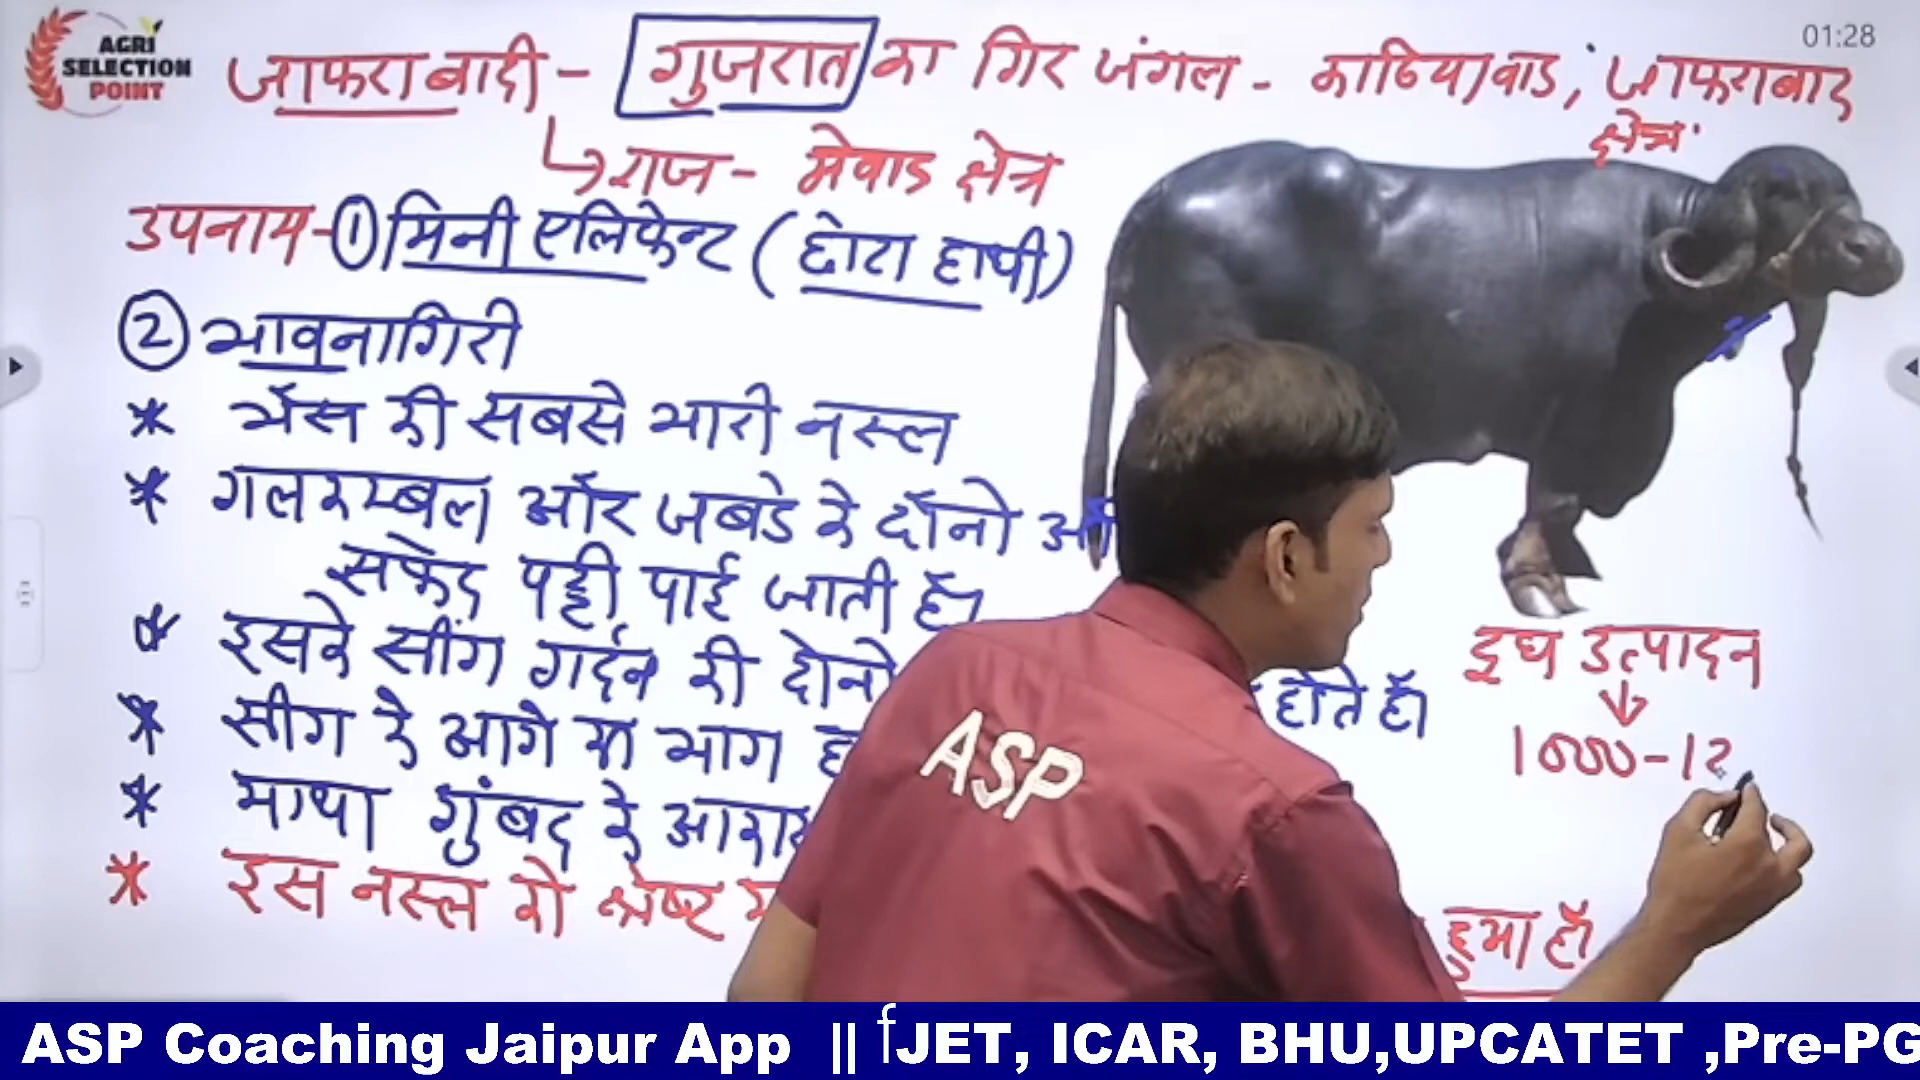 AGRI
SELECTION
POINT
01:28
जाफराबादी - गुजरात का गिर जंगल - काठियावाड, जाफराबाद
क्षेत्र
राज - मेवाड क्षेत्र
उपनाम - ① मिनी एलिफेन्ट (छोटा हाथी)
② भावनागिरी
* भैंस की सबसे भारी नस्ल
* गलकम्बल और जबडे के दोनो
सफेद पट्टी पाई जाती है।
* इसके सींग गर्दन की दोनो
होते है।
* सींग के आगे का भाग
* माथा गुंबद के
* इस नस्ल को श्रेष्ट
हुआ है।
दुध उत्पादन
↓
1000-12
ASP
ASP Coaching Jaipur App || fJET, ICAR, BHU,UPCATET ,Pre-PG